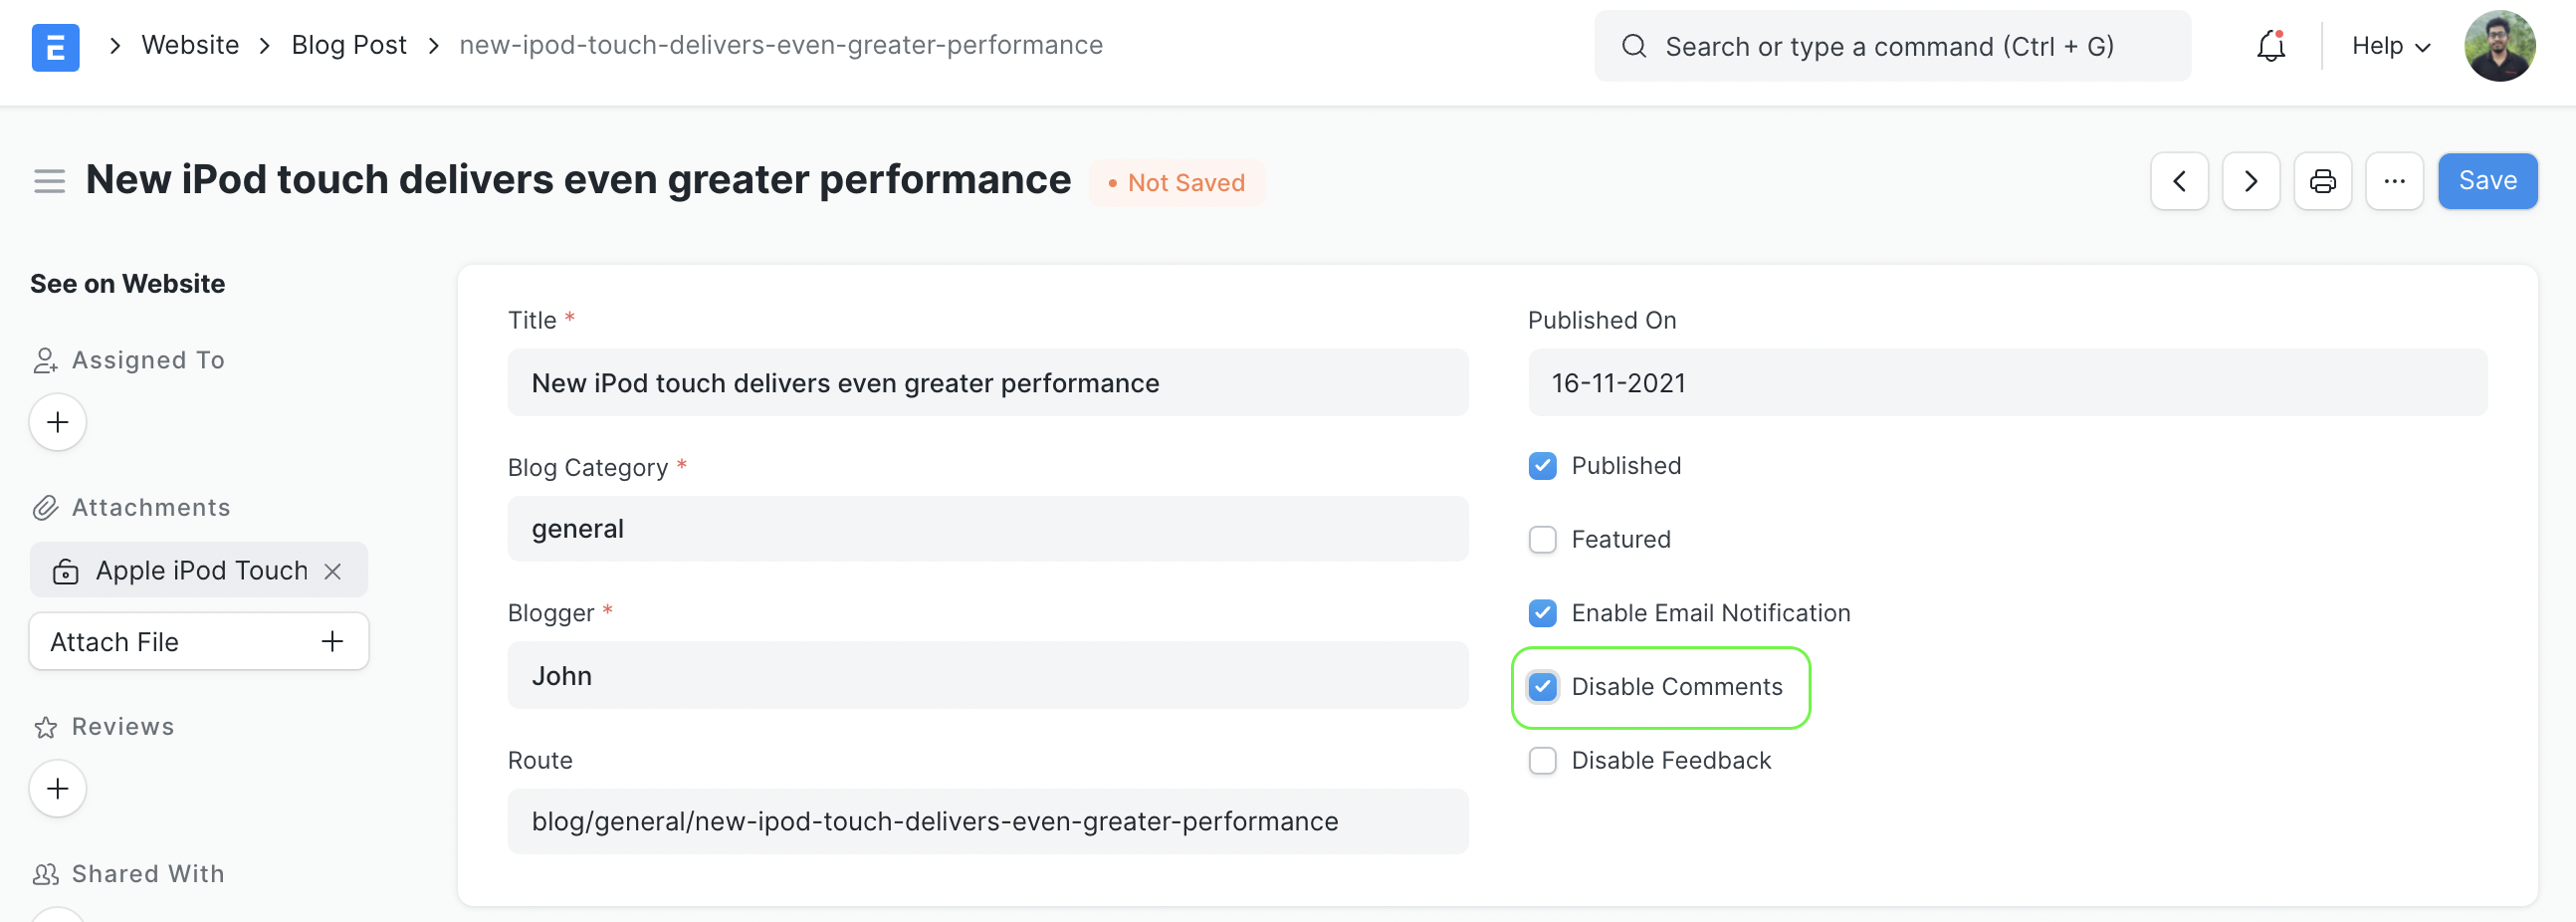 E
Website
Blog Post
new-ipod-touch-delivers-even-greater-performance
Search or type a command (Ctrl + G)
Help
New iPod touch delivers even greater performance
Not Saved
Save
See on Website
Assigned To
Attachments
Apple iPod Touch
Attach File
Reviews
Shared With
Title *
New iPod touch delivers even greater performance
Blog Category *
general
Blogger *
John
Route
blog/general/new-ipod-touch-delivers-even-greater-performance
Published On
16-11-2021
Published
Featured
Enable Email Notification
Disable Comments
Disable Feedback